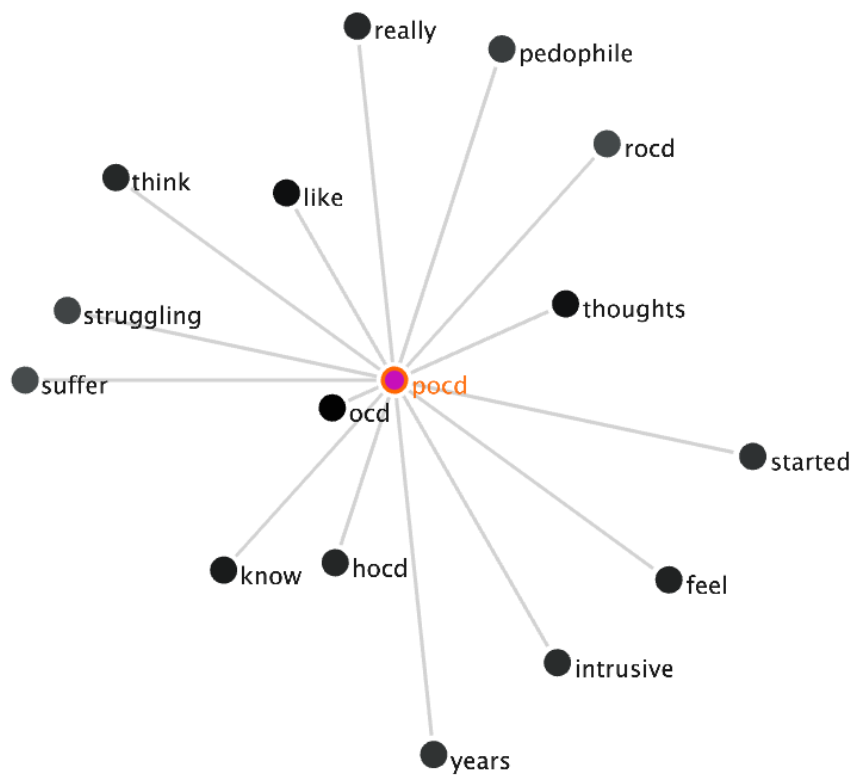 really
pedophile
rocd
think
like
thoughts
struggling
suffer
pocd
ocd
started
know
hocd
feel
intrusive
years